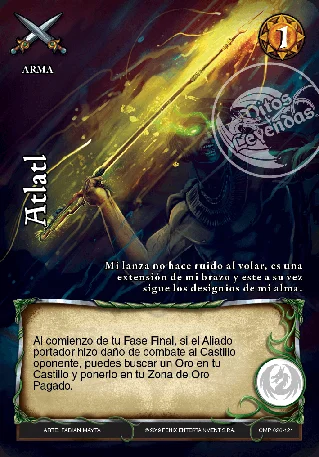 1
ARMA
Mitos y
Leyendas
Atlatl
Mi lanza no hace ruido al volar, es una
extensión de mi brazo y este a su vez
sigue los designios de mi alma.
Al comienzo de tu Fase Final, si el Aliado
portador hizo daño de combate al Castillo
oponente, puedes buscar un Oro en tu
Castillo y ponerlo en tu Zona de Oro
Pagado.
ARTE: FABIAN MAYTA